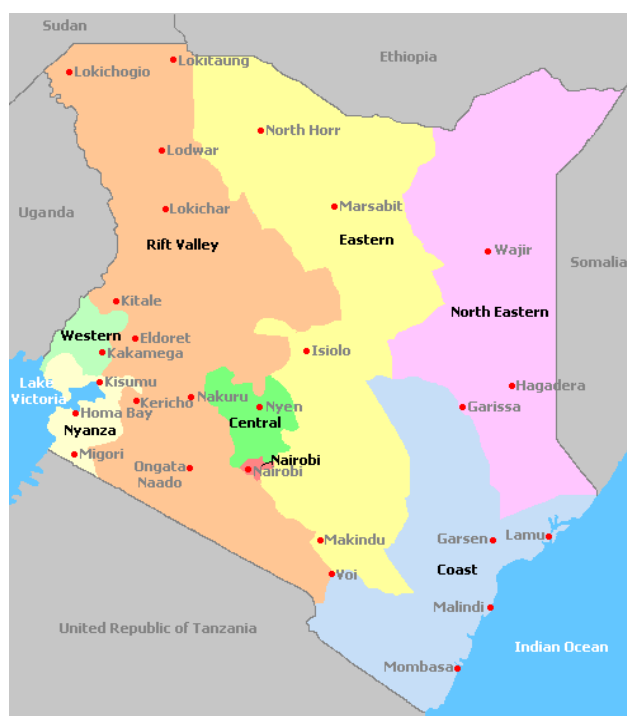 Sudan
Ethiopia
Lokitaung
Lokichogio
North Horr
Lodwar
Uganda
Lokichar
Marsabit
Rift Valley
Eastern
Wajir
Somalia
Kitale
North Eastern
Western
Eldoret
Kakamega
Isiolo
Lake
Victoria
Kisumu
Hagadera
Kericho
Nakuru
Nyen
Garissa
Homa Bay
Central
Nyanza
Migori
Ongata
Naado
Nairobi
Nairobi
Makindu
Garsen
Lamu
Voi
Coast
Malindi
United Republic of Tanzania
Indian Ocean
Mombasa